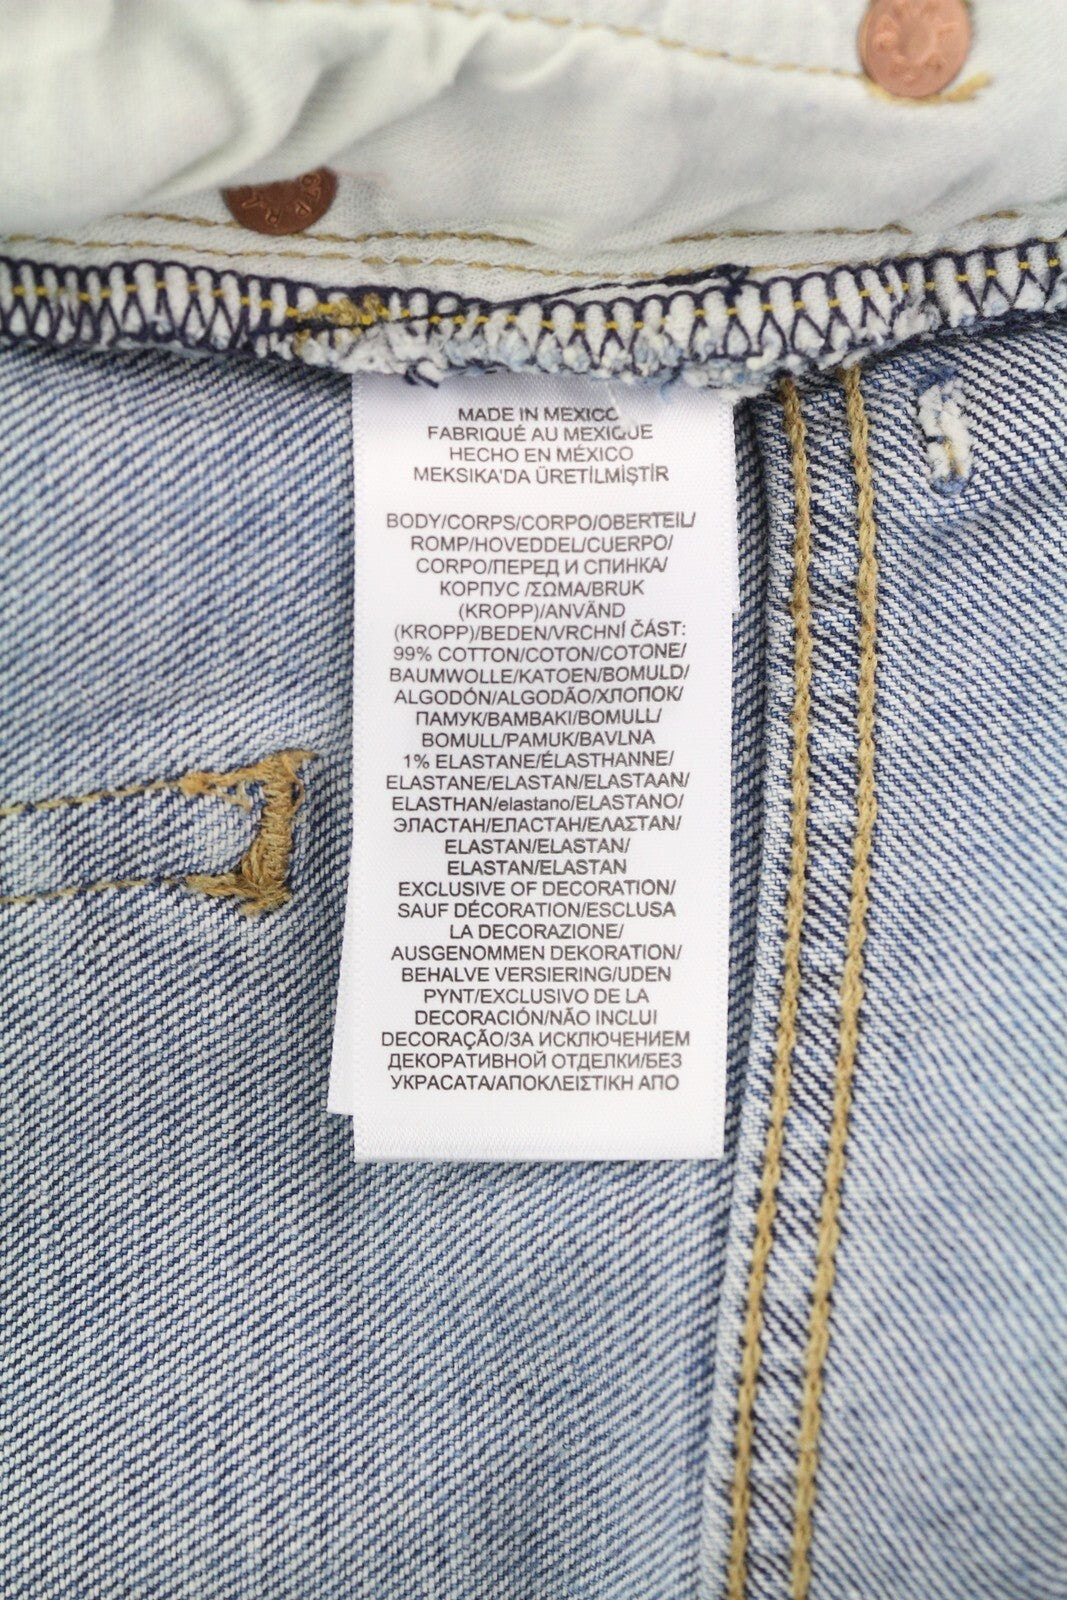 MADE IN MEXICO
FABRIQUÉ AU MEXIQUE
HECHO EN MÉXICO
MEKSIKA'DA ÜRETİLMİŞTİR
BODY/CORPS/CORPO/OBERTEIL/
ROMP/HOVEDDEL/CUERPO/
CORPO/ПЕРЕД И СПИНКА/
КОРПУС /ΣΩΜΑ/BRUK
(KROPP)/ANVÄND
(KROPP)/BEDEN/VRCHNÍ ČÁST:
99% COTTON/COTON/COTONE/
BAUMWOLLE/KATOEN/BOMULD/
ALGODÓN/ALGODÃO/ХЛОПОК/
ПАМУК/ΒΑΜΒΑΚΙ/BOMULL/
BOMULL/PAMUK/BAVLNA
1% ELASTANE/ÉLASTHANNE/
ELASTANE/ELASTAN/ELASTAAN/
ELASTHAN/elastano/ELASTANO/
ЭЛАСТАН/ЕЛАСТАН/ΕΛΑΣΤΑΝ/
ELASTAN/ELASTAN/
ELASTAN/ELASTAN
EXCLUSIVE OF DECORATION/
SAUF DÉCORATION/ESCLUSA
LA DECORAZIONE/
AUSGENOMMEN DEKORATION/
BEHALVE VERSIERING/UDEN
PYNT/EXCLUSIVO DE LA
DECORACIÓN/NÃO INCLUI
DECORAÇÃO/ЗА ИСКЛЮЧЕНИЕМ
ДЕКОРАТИВНОЙ ОТДЕЛКИ/БЕЗ
УКРАСАТА/ΑΠΟΚΛΕΙΣΤΙΚΗ ΑΠΟ